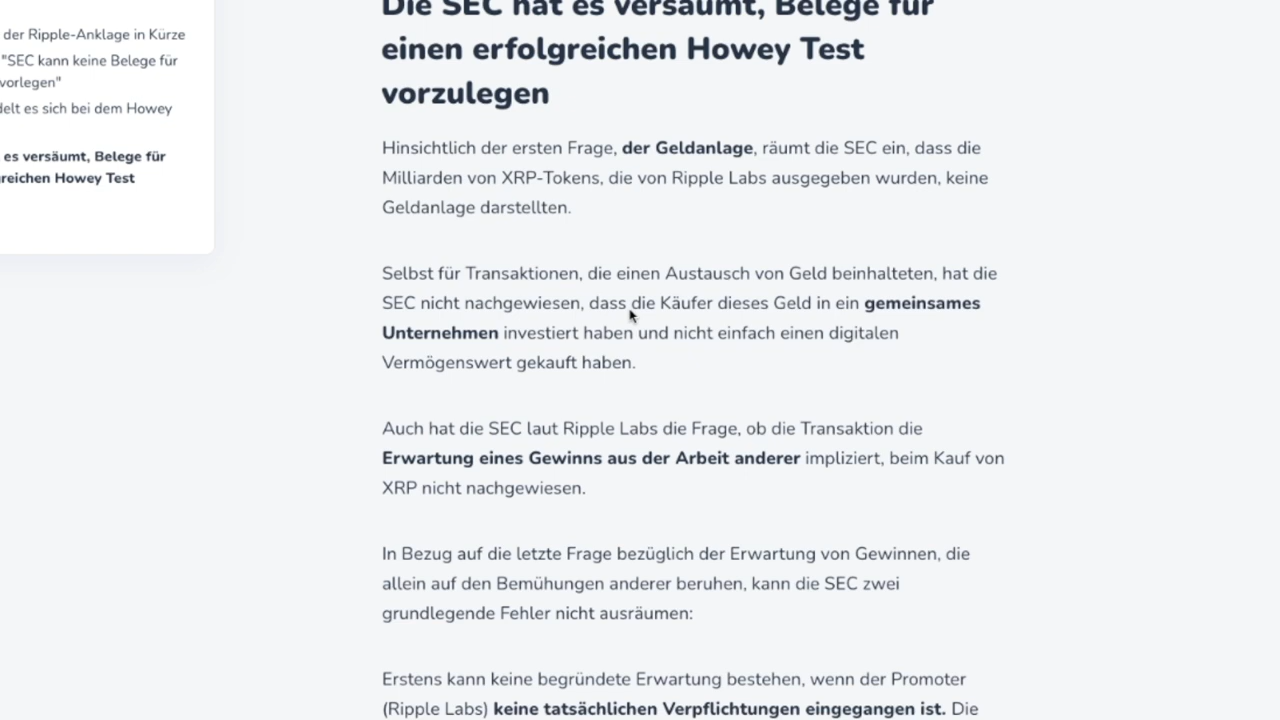 der Ripple-Anklage in Kürze
"SEC kann keine Belege für
vorlegen"
delt es sich bei dem Howey
es versäumt, Belege für
reichen Howey Test
Die SEC hat es versäumt, Belege für
einen erfolgreichen Howey Test
vorzulegen
Hinsichtlich der ersten Frage, der Geldanlage, räumt die SEC ein, dass die
Milliarden von XRP-Tokens, die von Ripple Labs ausgegeben wurden, keine
Geldanlage darstellten.
Selbst für Transaktionen, die einen Austausch von Geld beinhalteten, hat die
SEC nicht nachgewiesen, dass die Käufer dieses Geld in ein gemeinsames
Unternehmen investiert haben und nicht einfach einen digitalen
Vermögenswert gekauft haben.
Auch hat die SEC laut Ripple Labs die Frage, ob die Transaktion die
Erwartung eines Gewinns aus der Arbeit anderer impliziert, beim Kauf von
XRP nicht nachgewiesen.
In Bezug auf die letzte Frage bezüglich der Erwartung von Gewinnen, die
allein auf den Bemühungen anderer beruhen, kann die SEC zwei
grundlegende Fehler nicht ausräumen:
Erstens kann keine begründete Erwartung bestehen, wenn der Promoter
(Ripple Labs) keine tatsächlichen Verpflichtungen eingegangen ist. Die